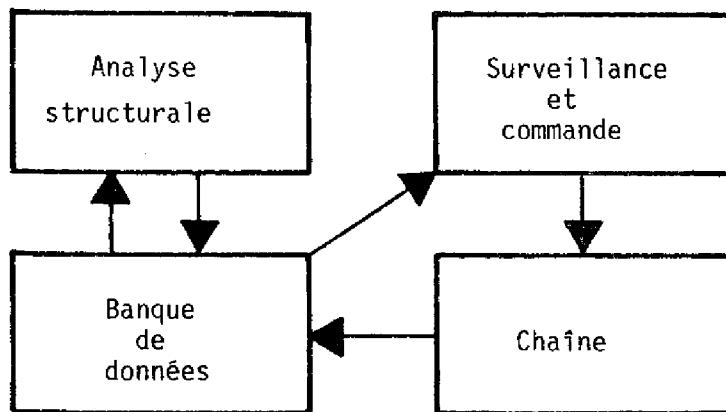 Analyse
structurale
Surveillance
et
commande
Banque
de
données
Chaîne